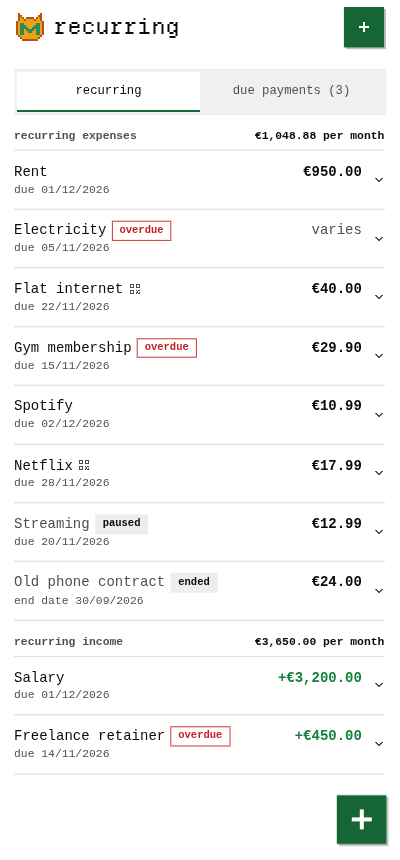 recurring
+
recurring
due payments (3)
recurring expenses €1,048.88 per month
Rent €950.00
due 01/12/2026
Electricity overdue varies
due 05/11/2026
Flat internet €40.00
due 22/11/2026
Gym membership overdue €29.90
due 15/11/2026
Spotify €10.99
due 02/12/2026
Netflix €17.99
due 28/11/2026
Streaming paused €12.99
due 20/11/2026
Old phone contract ended €24.00
end date 30/09/2026
recurring income €3,650.00 per month
Salary +€3,200.00
due 01/12/2026
Freelance retainer overdue +€450.00
due 14/11/2026
+